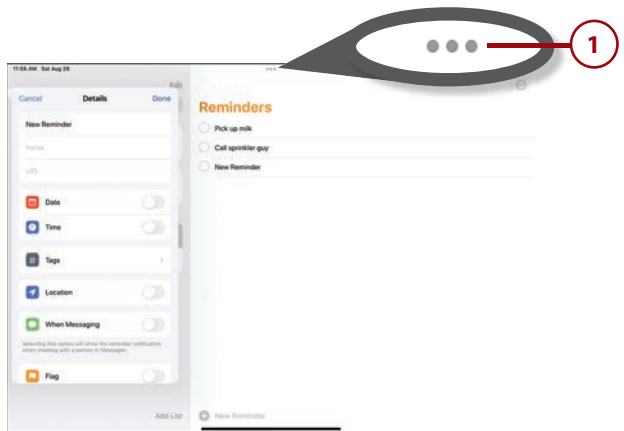 1
11:56 AM Sat Aug 28
Edit
Cancel Details Done
New Reminder
Notes
URL
Date
Time
Tags
Location
When Messaging
Selecting this option will show the reminder notification
when chatting with a person in Messages.
Flag
Add List
Reminders
Pick up milk
Call sprinkler guy
New Reminder
New Reminder